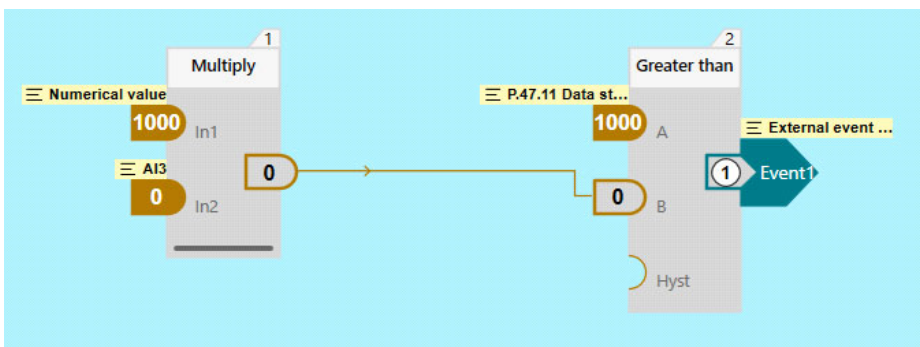 1
Multiply
Numerical value
1000
In1
AI3
0
In2
0
2
Greater than
P.47.11 Data st...
1000
A
0
B
Hyst
External event ...
1
Event1